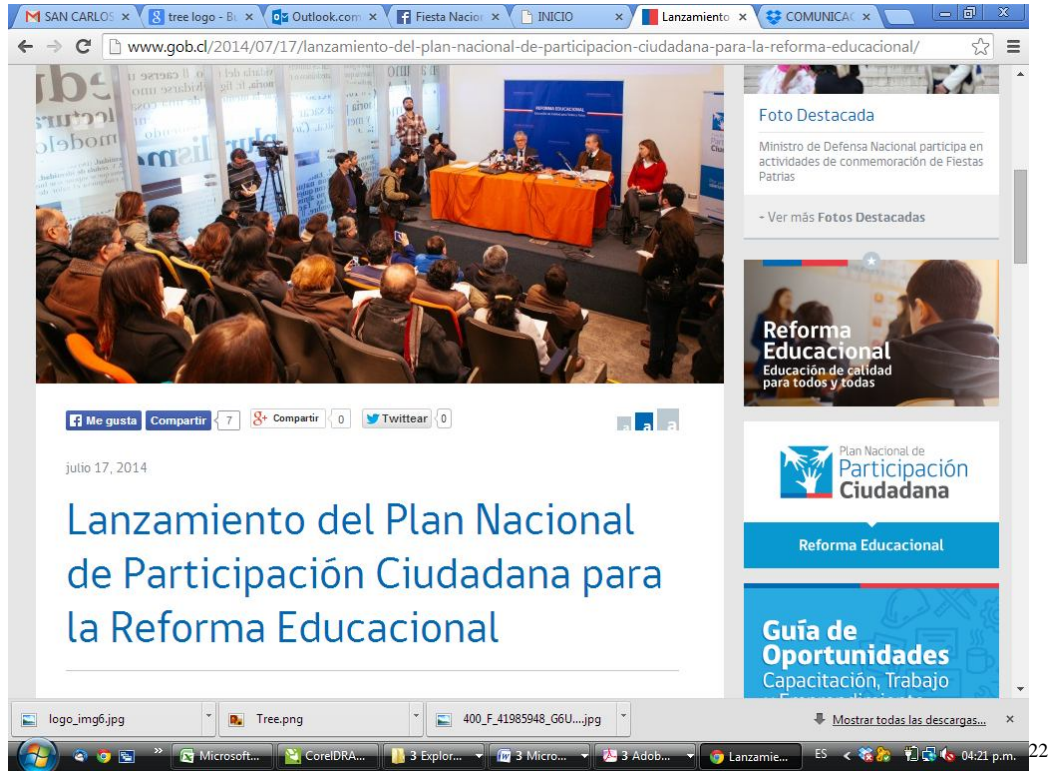 SAN CARLOS
tree logo - Bu
Outlook.com
Fiesta Nacion
INICIO
Lanzamiento
COMUNICAC
www.gob.cl/2014/07/17/lanzamiento-del-plan-nacional-de-participacion-ciudadana-para-la-reforma-educacional/
REFORMA EDUCACIONAL
Foto Destacada
Ministro de Defensa Nacional participa en
actividades de conmemoración de Fiestas
Patrias
- Ver más Fotos Destacadas
Reforma
Educacional
Educación de calidad
para todos y todas
Me gusta Compartir 7 Compartir 0 Twittear 0
a a a
julio 17, 2014
Lanzamiento del Plan Nacional
de Participación Ciudadana para
la Reforma Educacional
Plan Nacional de
Participación
Ciudadana
Reforma Educacional
Guía de
Oportunidades
Capacitación, Trabajo
y Emprendimiento
logo_img6.jpg
Tree.png
400_F_41985948_G6U....jpg
Mostrar todas las descargas...
Microsoft...
CorelDRA...
3 Explor...
3 Micro...
3 Adob...
Lanzamie...
ES
04:21 p.m.
22